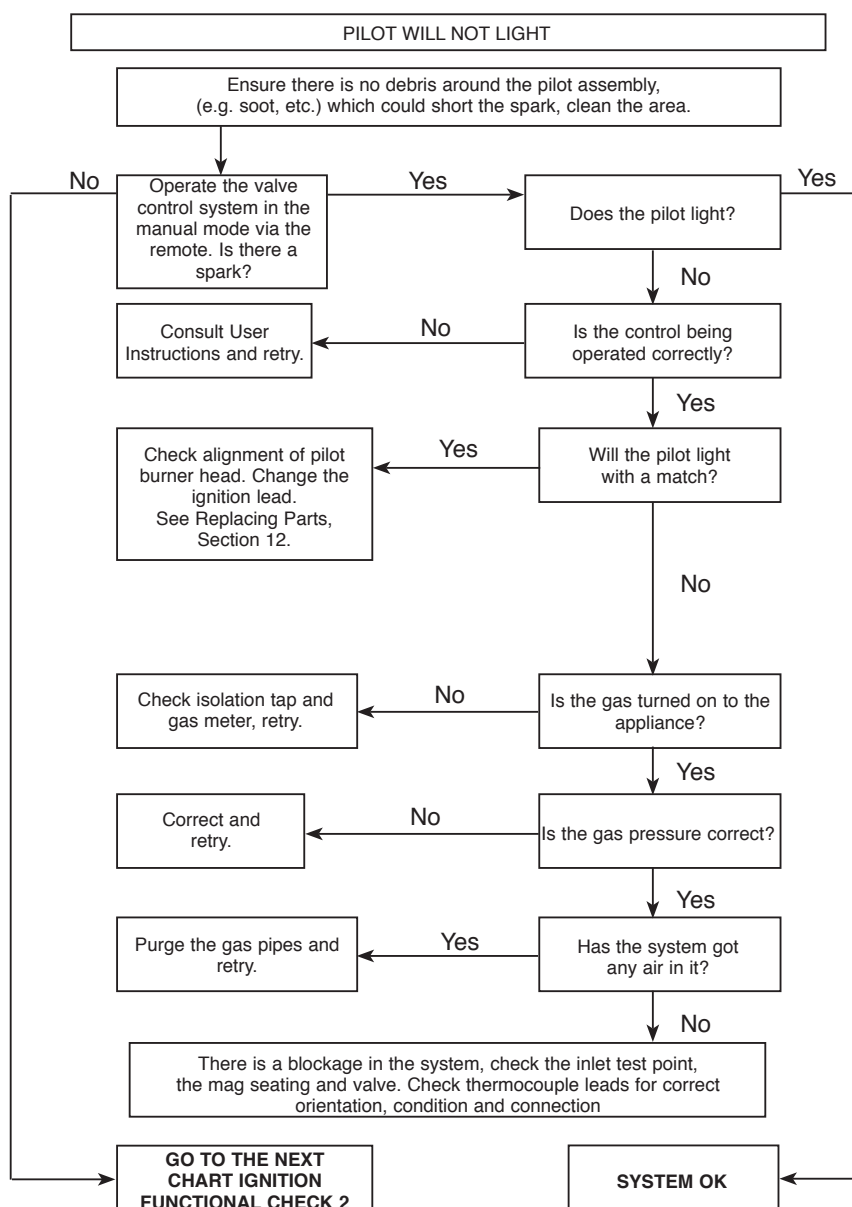 PILOT WILL NOT LIGHT
Ensure there is no debris around the pilot assembly,
(e.g. soot, etc.) which could short the spark, clean the area.
No
Operate the valve
control system in the
manual mode via the
remote. Is there a
spark?
Yes
Does the pilot light?
Yes
No
Consult User
Instructions and retry.
No
Is the control being
operated correctly?
Yes
Check alignment of pilot
burner head. Change the
ignition lead.
See Replacing Parts,
Section 12.
Yes
Will the pilot light
with a match?
No
Check isolation tap and
gas meter, retry.
No
Is the gas turned on to the
appliance?
Yes
Correct and
retry.
No
Is the gas pressure correct?
Yes
Purge the gas pipes and
retry.
Yes
Has the system got
any air in it?
No
There is a blockage in the system, check the inlet test point,
the mag seating and valve. Check thermocouple leads for correct
orientation, condition and connection
GO TO THE NEXT
CHART IGNITION
FUNCTIONAL CHECK 2
SYSTEM OK